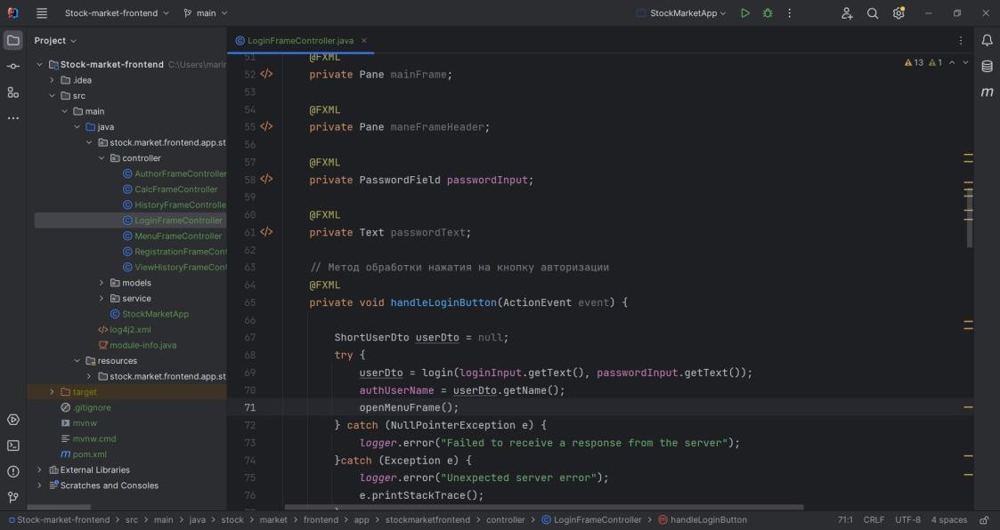 Stock-market-frontend
main
StockMarketApp
Project
LoginFrameController.java
Stock-market-frontend C:\Users\marin
.idea
src
main
java
stock.market.frontend.app.st
controller
AuthorFrameController
CalcFrameController
HistoryFrameControlle
LoginFrameController
MenuFrameController
RegistrationFrameCont
ViewHistoryFrameCont
models
service
StockMarketApp
log4j2.xml
module-info.java
resources
stock.market.frontend.app.st
target
.gitignore
mvnw
mvnw.cmd
pom.xml
External Libraries
Scratches and Consoles
13 1
51 @FXML
52 private Pane mainFrame;
53
54 @FXML
55 private Pane maneFrameHeader;
56
57 @FXML
58 private PasswordField passwordInput;
59
60 @FXML
61 private Text passwordText;
62
63 // Метод обработки нажатия на кнопку авторизации
64 @FXML
65 private void handleLoginButton(ActionEvent event) {
66
67 ShortUserDto userDto = null;
68 try {
69 userDto = login(loginInput.getText(), passwordInput.getText());
70 authUserName = userDto.getName();
71 openMenuFrame();
72 } catch (NullPointerException e) {
73 logger.error("Failed to receive a response from the server");
74 }catch (Exception e) {
75 logger.error("Unexpected server error");
76 e.printStackTrace();
Stock-market-frontend > src > main > java > stock > market > frontend > app > stockmarketfrontend > controller > LoginFrameController > handleLoginButton
71:1 CRLF UTF-8 4 spaces